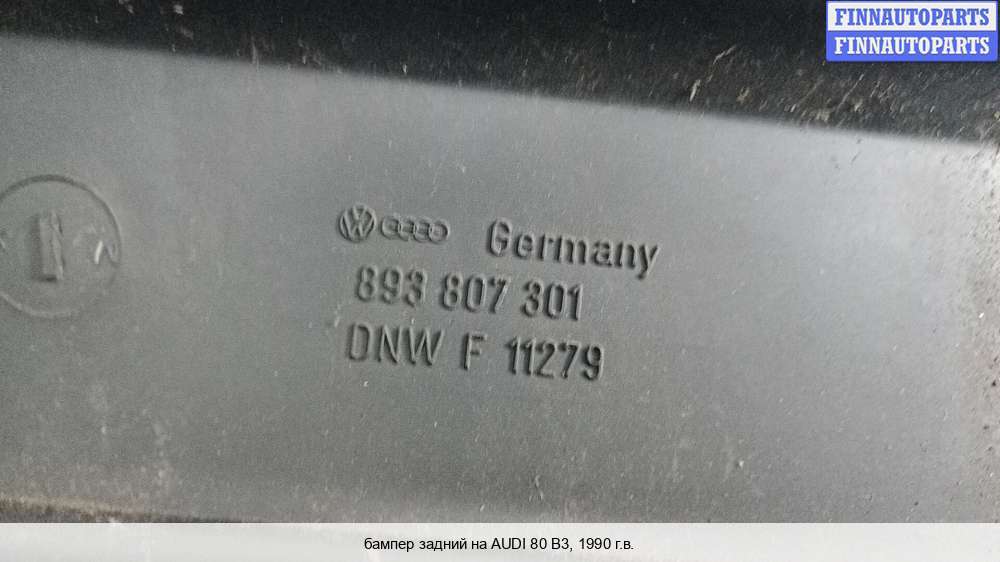 FINNAUTOPARTS
FINNAUTOPARTS
Germany
893 807 301
DNW F 11279
бампер задний на AUDI 80 B3, 1990 г.в.